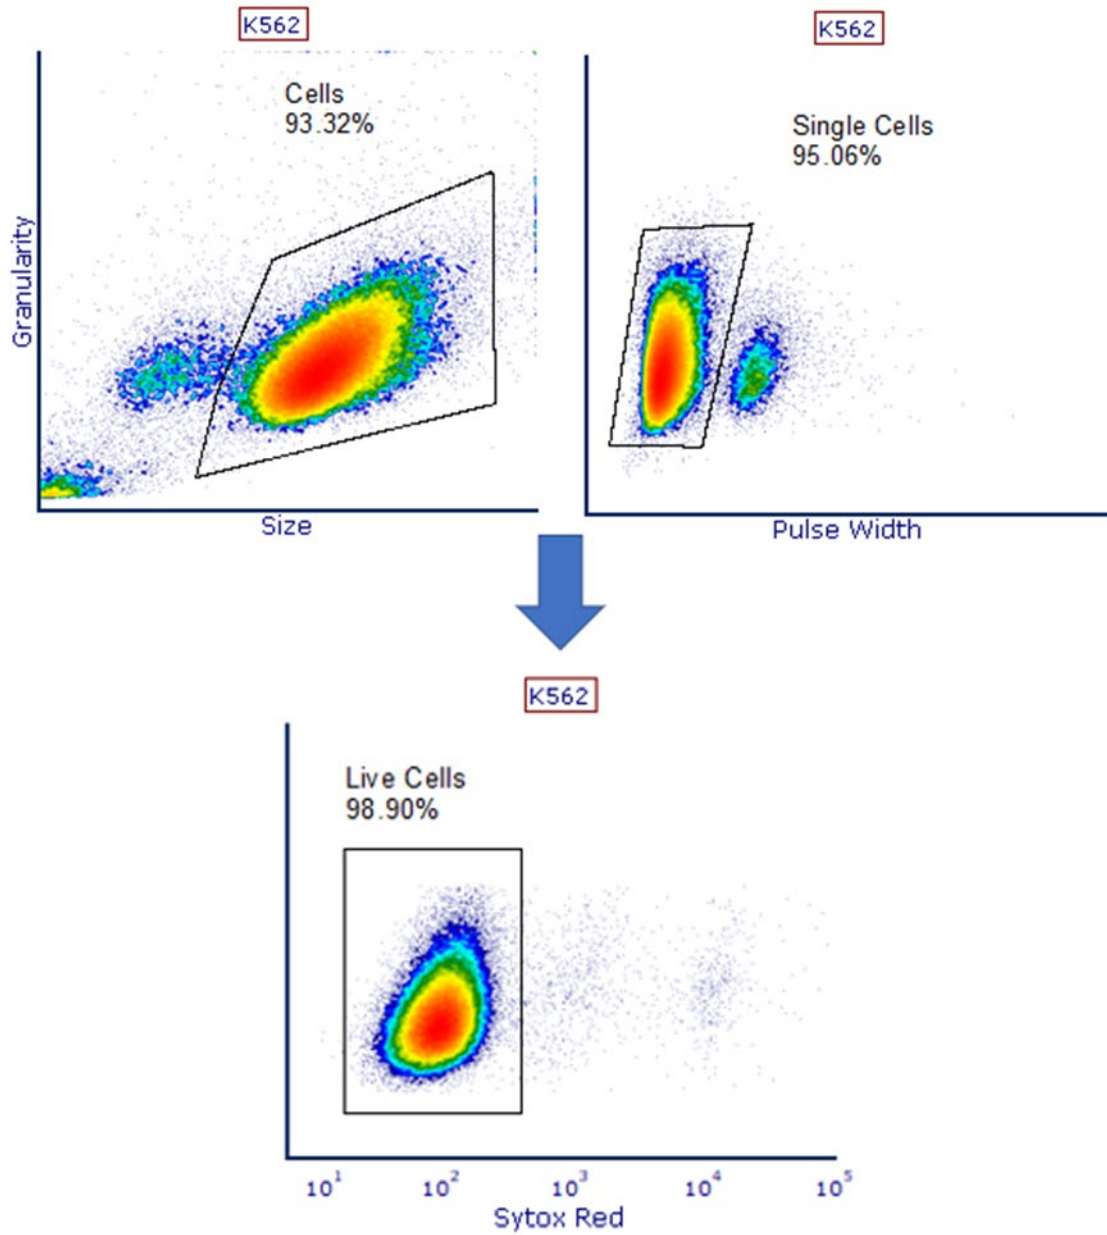 K562
Cells
93.32%
Granularity
Size
K562
Single Cells
95.06%
Pulse Width
K562
Live Cells
98.90%
10¹ 10² 10³ 10⁴ 10⁵
Sytox Red